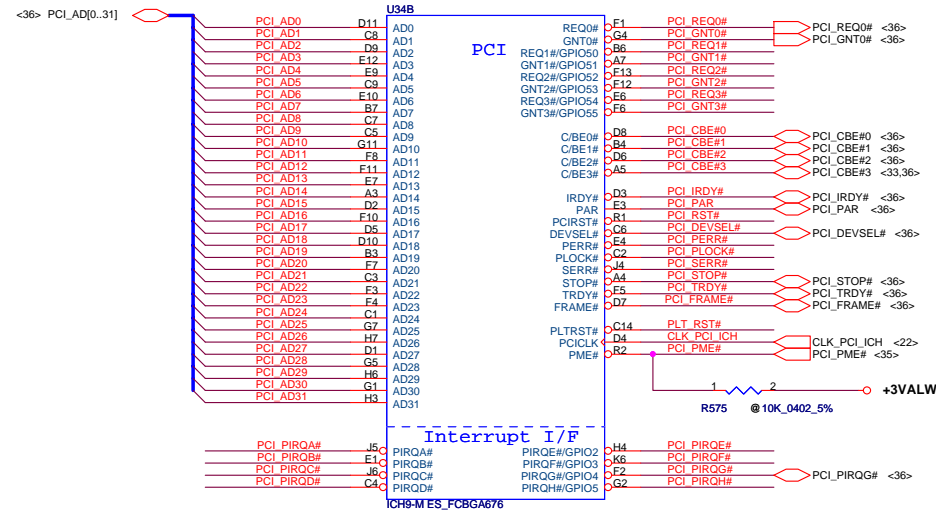 <36> PCI_AD[0..31]
U34B
PCI
PCI_AD0 D11 AD0
PCI_AD1 C8 AD1
PCI_AD2 D9 AD2
PCI_AD3 E12 AD3
PCI_AD4 E9 AD4
PCI_AD5 C9 AD5
PCI_AD6 E10 AD6
PCI_AD7 B7 AD7
PCI_AD8 C7 AD8
PCI_AD9 C5 AD9
PCI_AD10 G11 AD10
PCI_AD11 F8 AD11
PCI_AD12 F11 AD12
PCI_AD13 E7 AD13
PCI_AD14 A3 AD14
PCI_AD15 D2 AD15
PCI_AD16 F10 AD16
PCI_AD17 D5 AD17
PCI_AD18 D10 AD18
PCI_AD19 B3 AD19
PCI_AD20 F7 AD20
PCI_AD21 C3 AD21
PCI_AD22 F3 AD22
PCI_AD23 F4 AD23
PCI_AD24 C1 AD24
PCI_AD25 G7 AD25
PCI_AD26 H7 AD26
PCI_AD27 D1 AD27
PCI_AD28 G5 AD28
PCI_AD29 H6 AD29
PCI_AD30 G1 AD30
PCI_AD31 H3 AD31
REQ0# F1 PCI_REQ0# PCI_REQ0# <36>
GNT0# G4 PCI_GNT0# PCI_GNT0# <36>
REQ1#/GPIO50 B6 PCI_REQ1#
GNT1#/GPIO51 A7 PCI_GNT1#
REQ2#/GPIO52 F13 PCI_REQ2#
GNT2#/GPIO53 F12 PCI_GNT2#
REQ3#/GPIO54 E6 PCI_REQ3#
GNT3#/GPIO55 F6 PCI_GNT3#
C/BE0# D8 PCI_CBE#0 PCI_CBE#0 <36>
C/BE1# B4 PCI_CBE#1 PCI_CBE#1 <36>
C/BE2# D6 PCI_CBE#2 PCI_CBE#2 <36>
C/BE3# A5 PCI_CBE#3 PCI_CBE#3 <33,36>
IRDY# D3 PCI_IRDY# PCI_IRDY# <36>
PAR E3 PCI_PAR PCI_PAR <36>
PCIRST# R1 PCI_RST#
DEVSEL# C6 PCI_DEVSEL# PCI_DEVSEL# <36>
PERR# E4 PCI_PERR#
PLOCK# C2 PCI_PLOCK#
SERR# J4 PCI_SERR#
STOP# A4 PCI_STOP# PCI_STOP# <36>
TRDY# F5 PCI_TRDY# PCI_TRDY# <36>
FRAME# D7 PCI_FRAME# PCI_FRAME# <36>
PLTRST# C14 PLT_RST#
PCICLK D4 CLK_PCI_ICH CLK_PCI_ICH <22>
PME# R2 PCI_PME# PCI_PME# <35>
1 2 +3VALW
R575 @10K_0402_5%
Interrupt I/F
PCI_PIRQA# J5 PIRQA# PIRQE#/GPIO2 H4 PCI_PIRQE#
PCI_PIRQB# E1 PIRQB# PIRQF#/GPIO3 K6 PCI_PIRQF#
PCI_PIRQC# J6 PIRQC# PIRQG#/GPIO4 F2 PCI_PIRQG# PCI_PIRQG# <36>
PCI_PIRQD# C4 PIRQD# PIRQH#/GPIO5 G2 PCI_PIRQH#
ICH9-M ES_FCBGA676